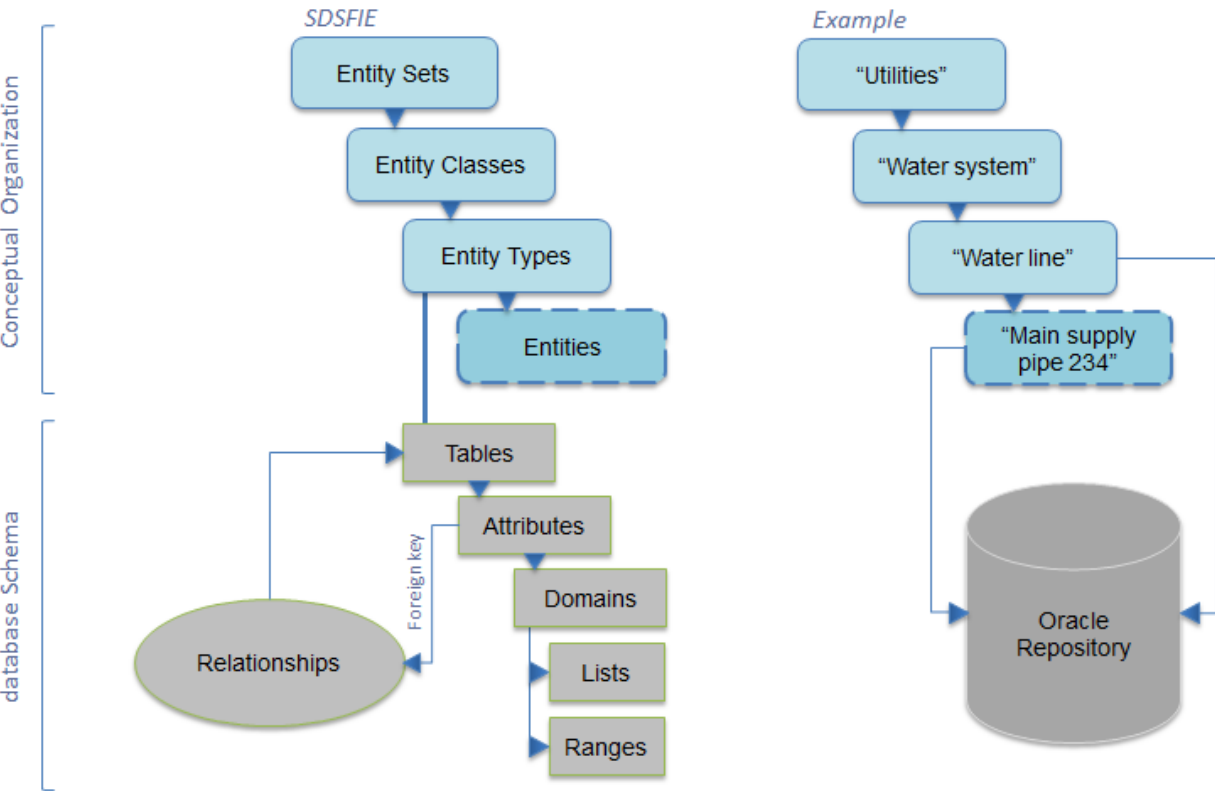 SDSFIE
Example
Conceptual Organization
Entity Sets
Entity Classes
Entity Types
Entities
“Utilities”
“Water system”
“Water line”
“Main supply
pipe 234”
database Schema
Tables
Attributes
Foreign key
Domains
Relationships
Lists
Ranges
Oracle
Repository